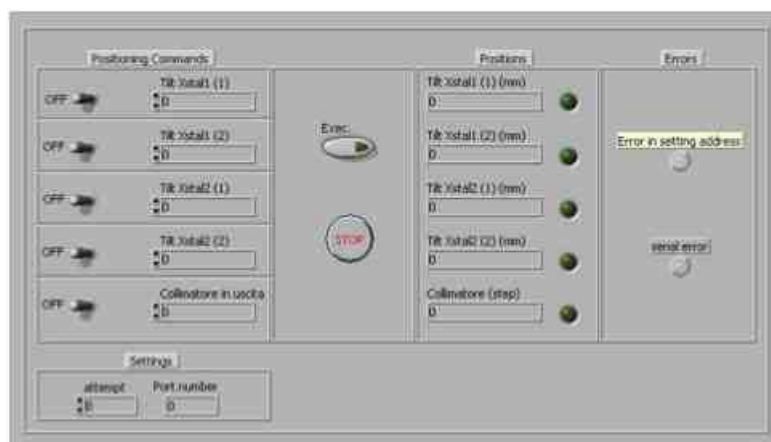 Positioning Commands
Positions
Errors
OFF
Tilt Xstal1 (1)
0
OFF
Tilt Xstal1 (2)
0
OFF
Tilt Xstal2 (1)
0
OFF
Tilt Xstal2 (2)
0
OFF
Collimatore in uscita
0
Exec.
STOP
Tilt Xstal1 (1) (mm)
0
Tilt Xstal1 (2) (mm)
0
Tilt Xstal2 (1) (mm)
0
Tilt Xstal2 (2) (mm)
0
Collimatore (step)
0
Error in setting address
serial error
Settings
attempt
0
Port number
0